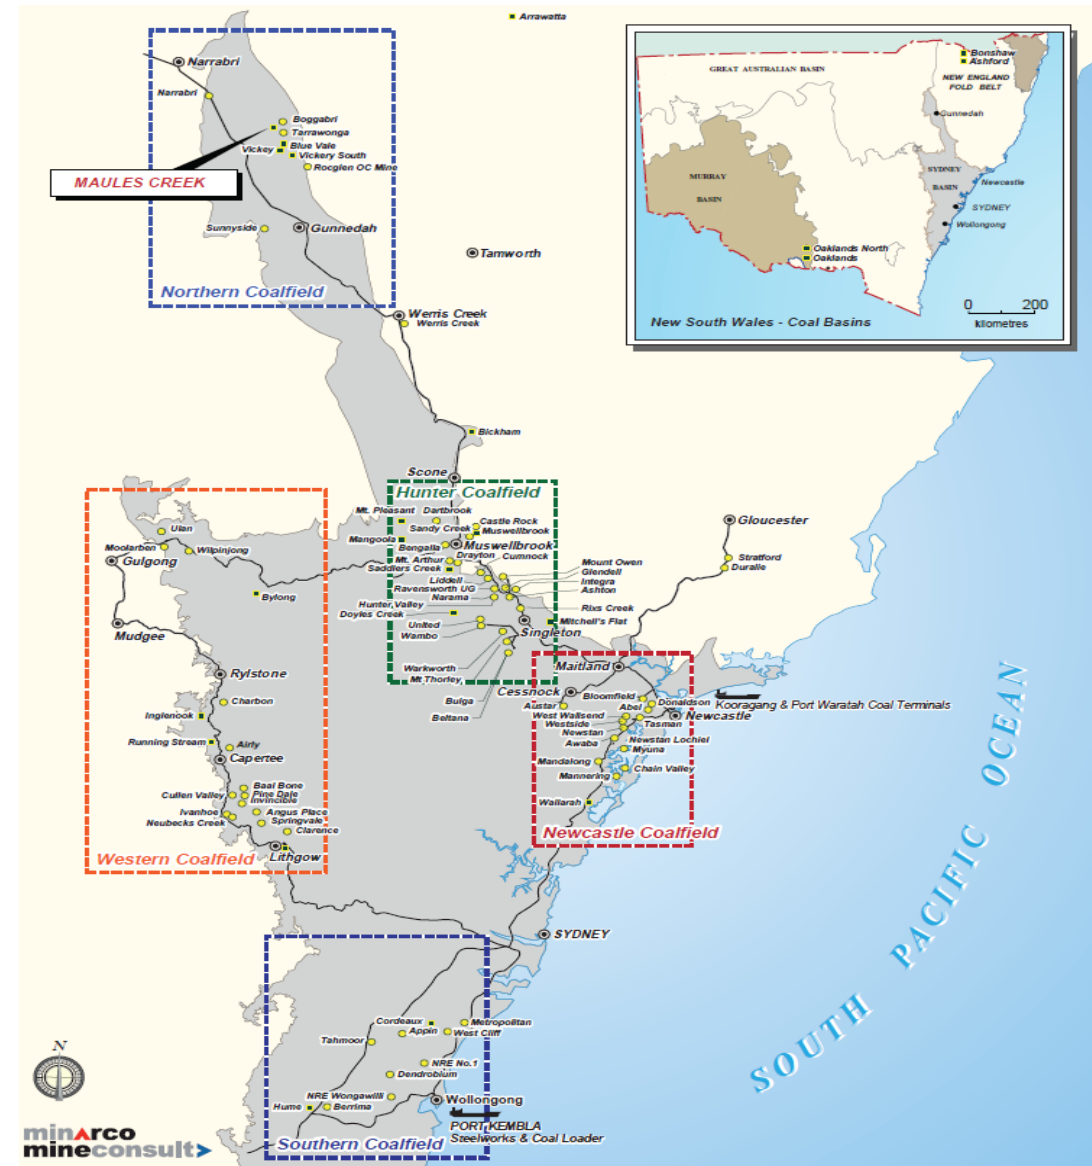 Arrawatta
Narrabri
Narrabri
Boggabri
Tarrawonga
Blue Vale
Vickey
Vickery South
Rocglen OC Mine
MAULES CREEK
Sunnyside
Gunnedah
Tamworth
Northern Coalfield
Werris Creek
Werris Creek
GREAT AUSTRALIAN BASIN
Bonshaw
Ashford
NEW ENGLAND
FOLD BELT
Gunnedah
SYDNEY
BASIN
MURRAY
BASIN
Newcastle
SYDNEY
Wollongong
Oaklands North
Oaklands
0 200
kilometres
New South Wales - Coal Basins
Bickham
Scone
Hunter Coalfield
Mt. Pleasant
Dartbrook
Castle Rock
Sandy Creek
Muswellbrook
Mangoola
Bengalla
Muswellbrook
Mt. Arthur
Drayton
Cumnock
Saddlers Creek
Mount Owen
Liddell
Glendell
Ravensworth UG
Integra
Narama
Ashton
Hunter Valley
Rixs Creek
Doyles Creek
United
Mitchell's Flat
Wambo
Singleton
Warkworth
Mt Thorley
Bulga
Beltana
Gloucester
Stratford
Duralie
Ulan
Moolarben
Wilpinjong
Gulgong
Bylong
Mudgee
Rylstone
Charbon
Inglenook
Running Stream
Airly
Capertee
Baal Bone
Cullen Valley
Pine Dale
Invincible
Ivanhoe
Angus Place
Neubecks Creek
Springvale
Clarence
Lithgow
Western Coalfield
Maitland
Cessnock
Bloomfield
Donaldson
Austar
Abel
Kooragang & Port Waratah Coal Terminals
West Wallsend
Newcastle
Westside
Tasman
Newstan
Awaba
Newstan Lochiel
Myuna
Mandalong
Chain Valley
Mannering
Wallarah
Newcastle Coalfield
SYDNEY
SOUTH PACIFIC OCEAN
Cordeaux
Metropolitan
Appin
West Cliff
Tahmoor
NRE No.1
Dendrobium
NRE Wongawilli
Hume
Berrima
Wollongong
PORT KEMBLA
Steelworks & Coal Loader
Southern Coalfield
N
minarco
mineconsult